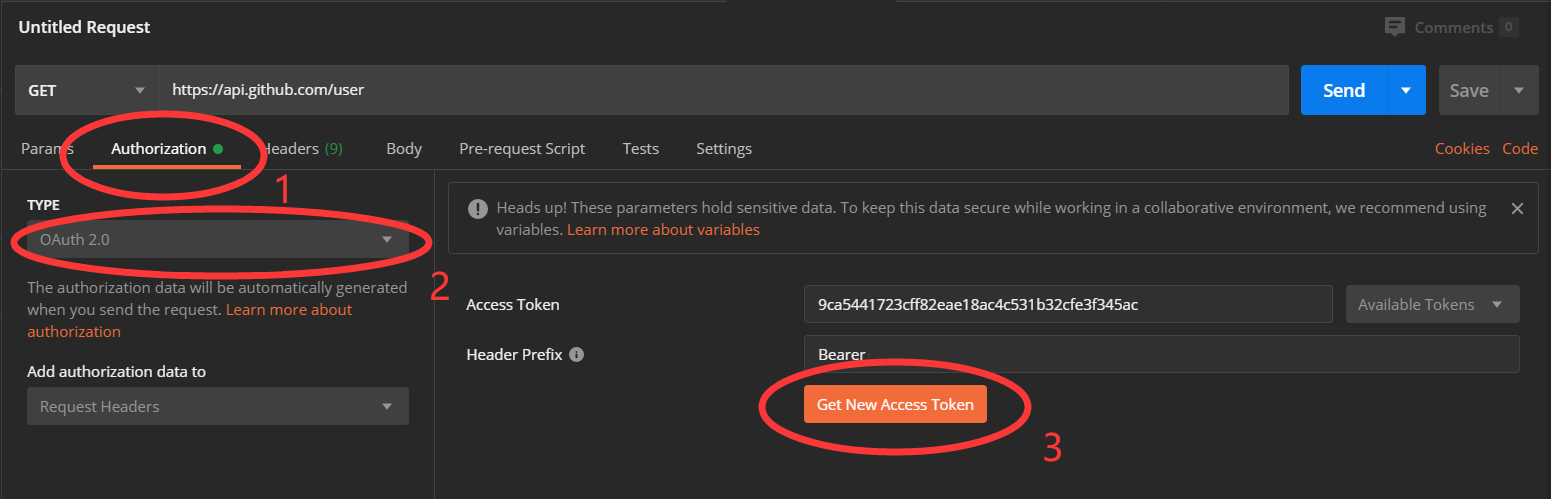 Untitled Request
Comments 0
GET
https://api.github.com/user
Send
Save
Params
Authorization
Headers (9)
Body
Pre-request Script
Tests
Settings
Cookies
Code
1
TYPE
OAuth 2.0
2
The authorization data will be automatically generated
when you send the request. Learn more about
authorization
Add authorization data to
Request Headers
Heads up! These parameters hold sensitive data. To keep this data secure while working in a collaborative environment, we recommend using
variables. Learn more about variables
Access Token
9ca5441723cff82eae18ac4c531b32cfe3f345ac
Available Tokens
Header Prefix
Bearer
Get New Access Token
3